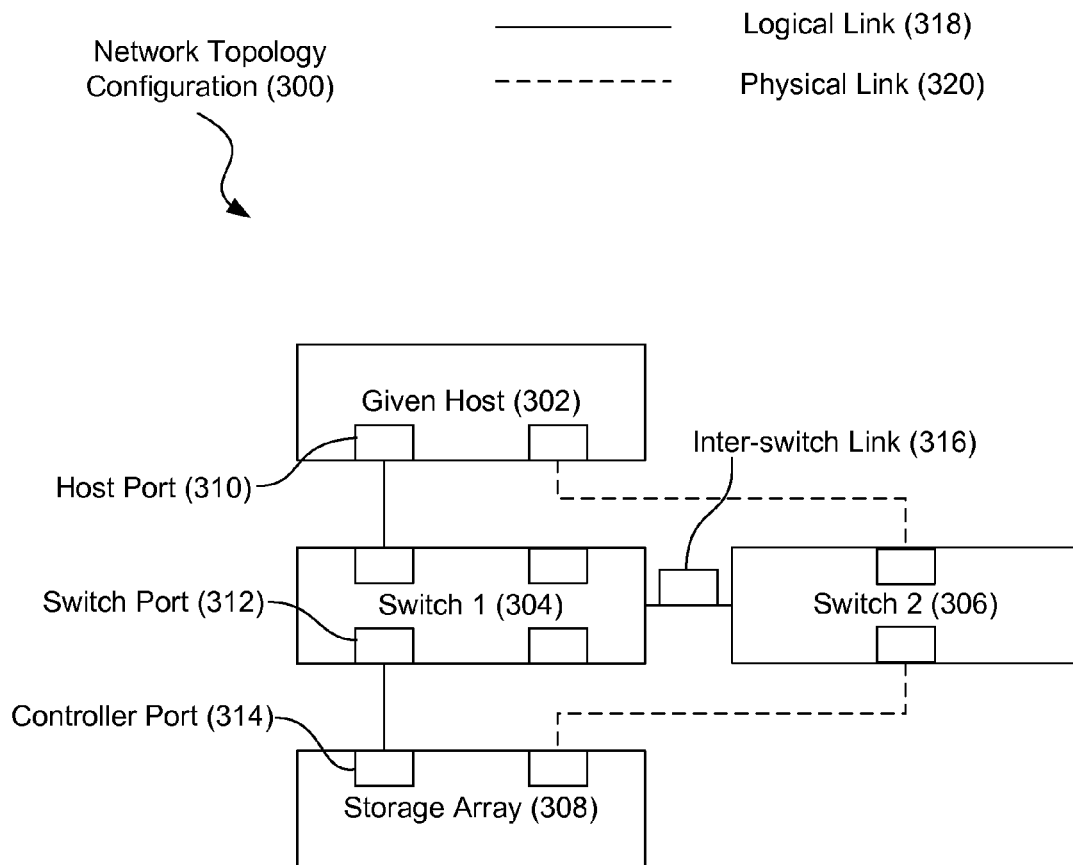 Logical Link (318)
Network Topology
Configuration (300)
Physical Link (320)
Given Host (302)
Inter-switch Link (316)
Host Port (310)
Switch Port (312)
Switch 1 (304)
Switch 2 (306)
Controller Port (314)
Storage Array (308)